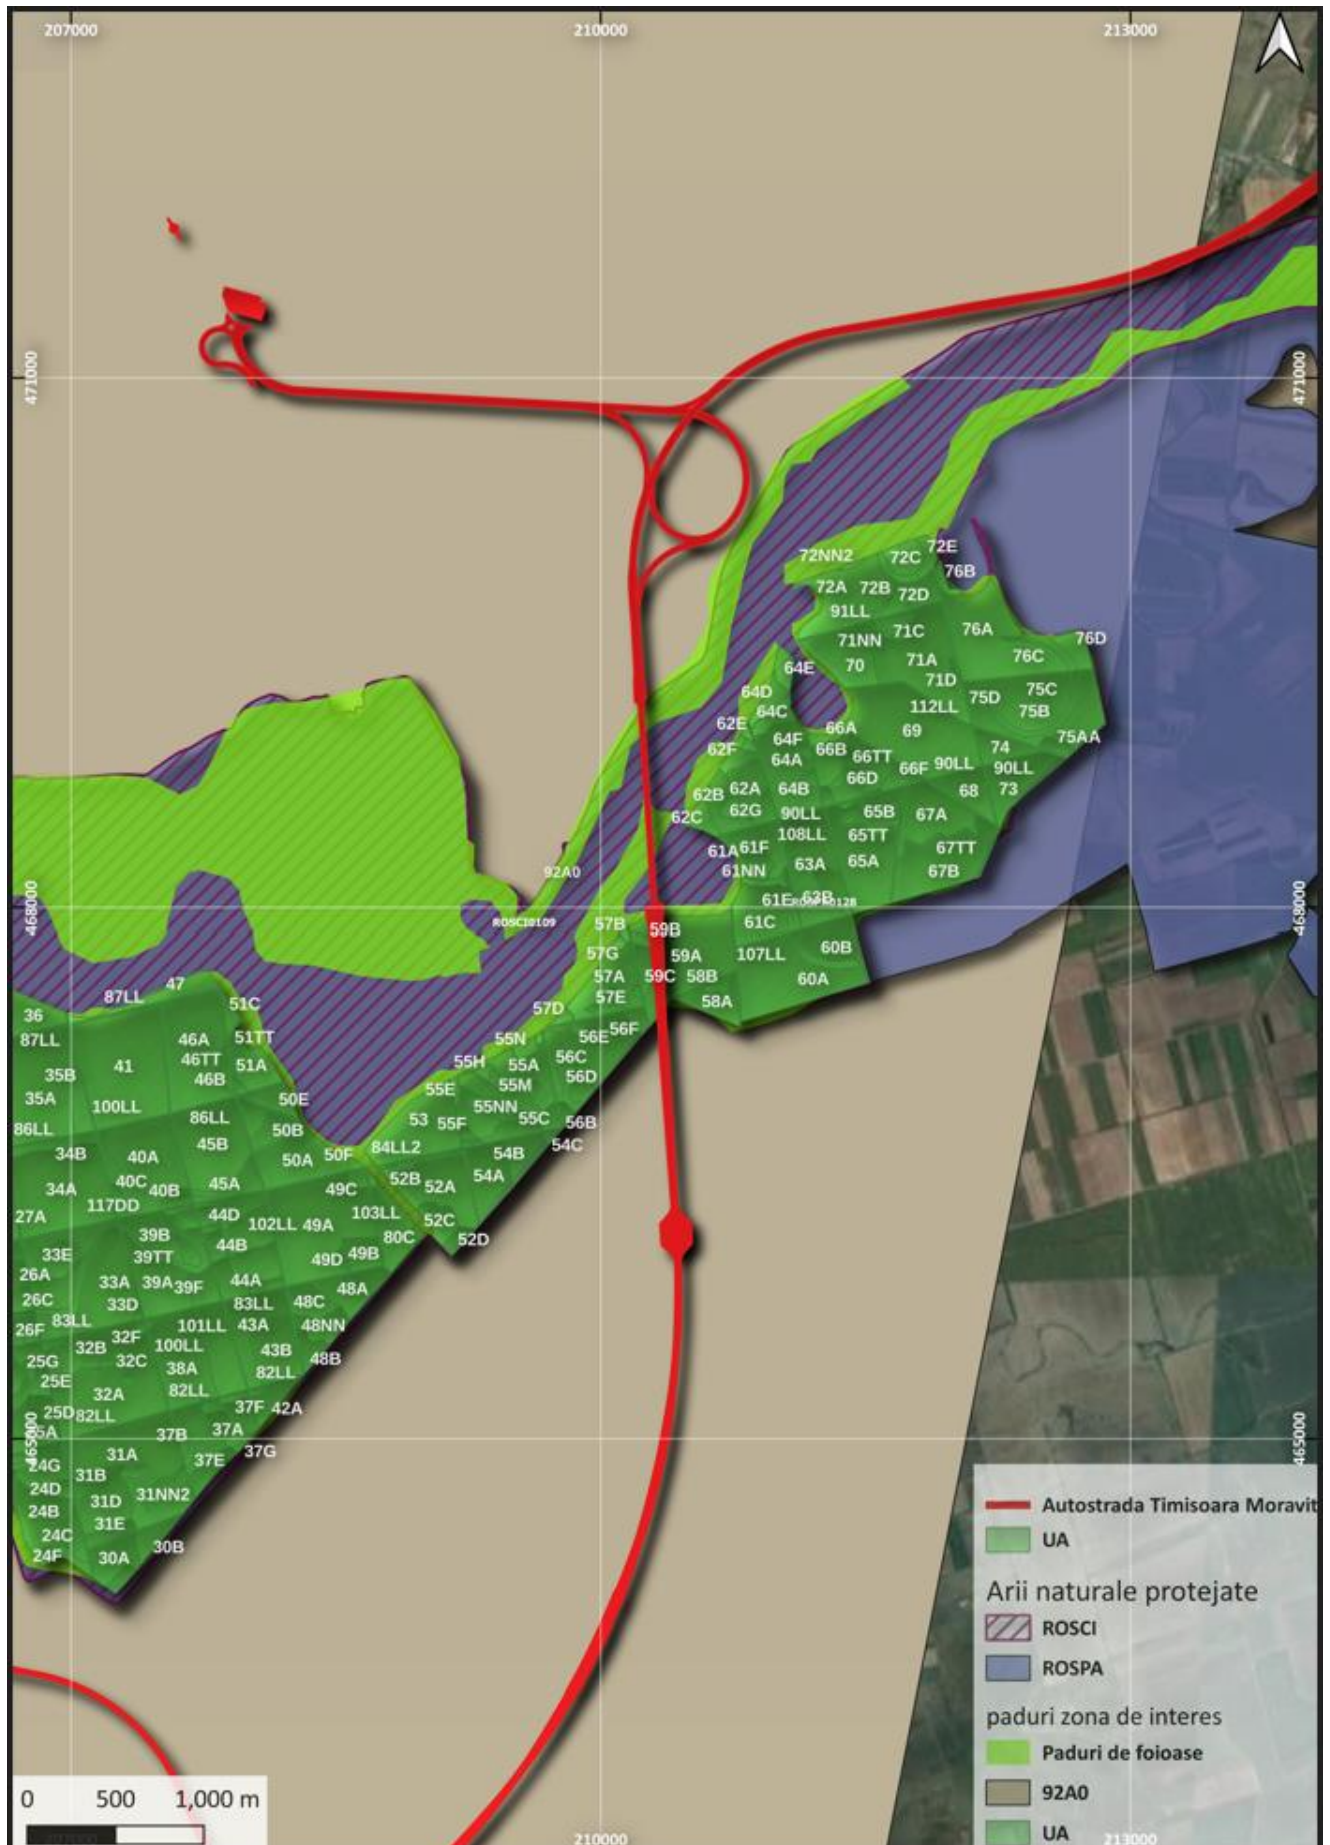 207000 210000 213000
471000 471000
72NN2 72C 72E
76B
72A 72B 72D
91LL
71NN 71C 76A 76D
64E 70 71A 76C
64D 71D 75D 75C
64C 112LL 75B
62E 66A 69 75AA
62F 64F 66B 74
64A 66TT 66F 90LL 90LL
66D
62B 62A 64B 68 73
62C 62G 90LL 65B 67A
108LL 65TT
61A 61F 67TT
61NN 63A 65A 67B
92A0
61E 63B
468000 ROSCI0109 57B 59B 61C 468000
57G 59A 107LL 60B
47 57A 59C 58B 60A
87LL 51C 57E 58A
36 57D
87LL 46A 51TT 55N 56E 56F
46TT 51A 55H 55A 56C
35B 41 46B 55M 56D
35A 50E 55E
100LL 86LL 53 55F 55NN 55C 56B
86LL 50B
34B 45B 50F 84LL2 54B 54C
40A 50A
34A 40C 40B 45A 49C 52B 52A 54A
117DD
27A 44D 102LL 49A 103LL 52C
39B 44B 80C 52D
33E 39TT 49D 49B
26A 33A 39A 39F 44A 48A
26C 33D 83LL 48C
83LL
26F 32F 101LL 43A 48NN
32B 100LL 43B
25G 32C 38A 48B
25E 82LL
32A 82LL
25D 82LL 37F 42A
465000 37B 37A 465000
24G 31A 37E 37G
31B
24D 31D 31NN2
24B 31E
24C
24F 30A 30B
Autostrada Timisoara Moravit
UA
Arii naturale protejate
ROSCI
ROSPA
paduri zona de interes
Paduri de foioase
92A0
UA
0 500 1,000 m
210000 213000